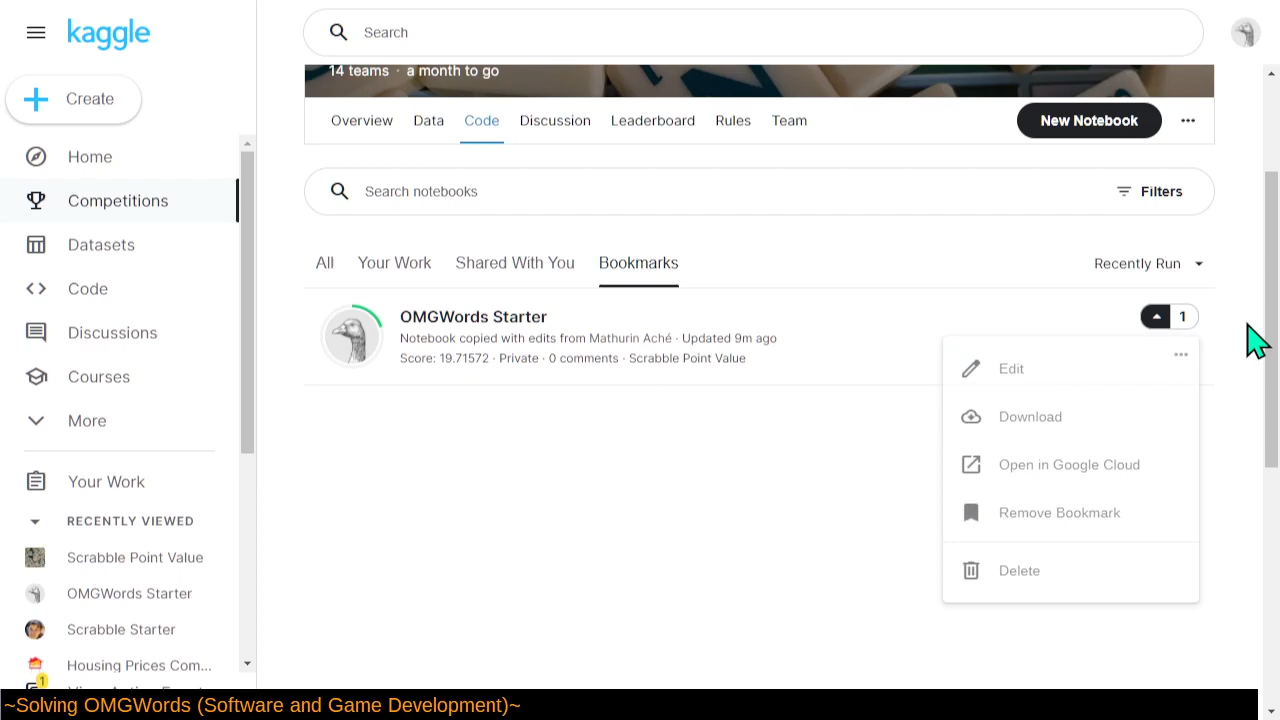 kaggle
Search
Create
14 teams · a month to go
Overview Data Code Discussion Leaderboard Rules Team New Notebook
Home
Competitions
Datasets
Code
Discussions
Courses
More
Your Work
RECENTLY VIEWED
Scrabble Point Value
OMGWords Starter
Scrabble Starter
Housing Prices Com...
1
Search notebooks
Filters
All Your Work Shared With You Bookmarks Recently Run
OMGWords Starter
1
Notebook copied with edits from Mathurin Aché · Updated 9m ago
Score: 19.71572 · Private · 0 comments · Scrabble Point Value
Edit
Download
Open in Google Cloud
Remove Bookmark
Delete
~Solving OMGWords (Software and Game Development)~